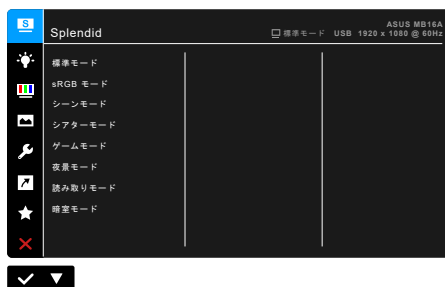 S
Splendid
標準モード USB 1920 x 1080 @ 60Hz
ASUS MB16A
標準モード
sRGB モード
シーンモード
シアターモード
ゲームモード
夜景モード
読み取りモード
暗室モード